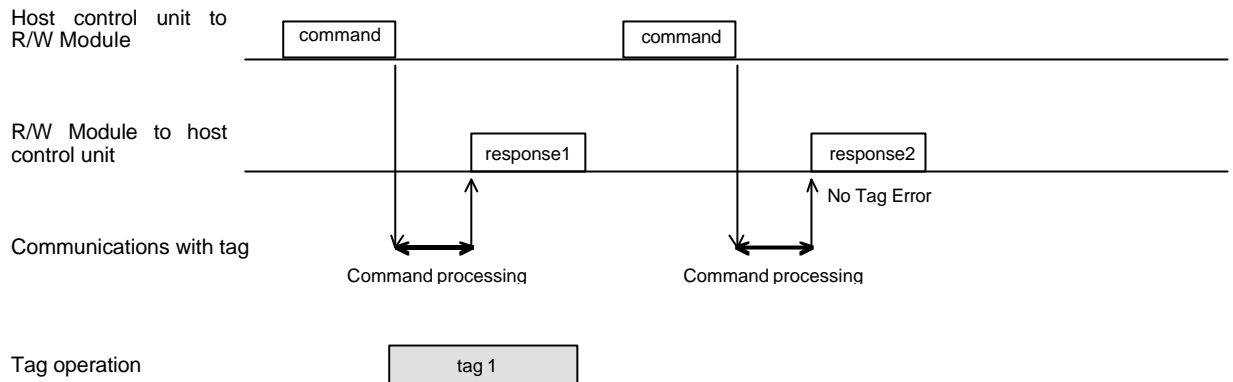 Host control unit to
R/W Module
command
command
R/W Module to host
control unit
response1
response2
No Tag Error
Communications with tag
Command processing
Command processing
Tag operation
tag 1